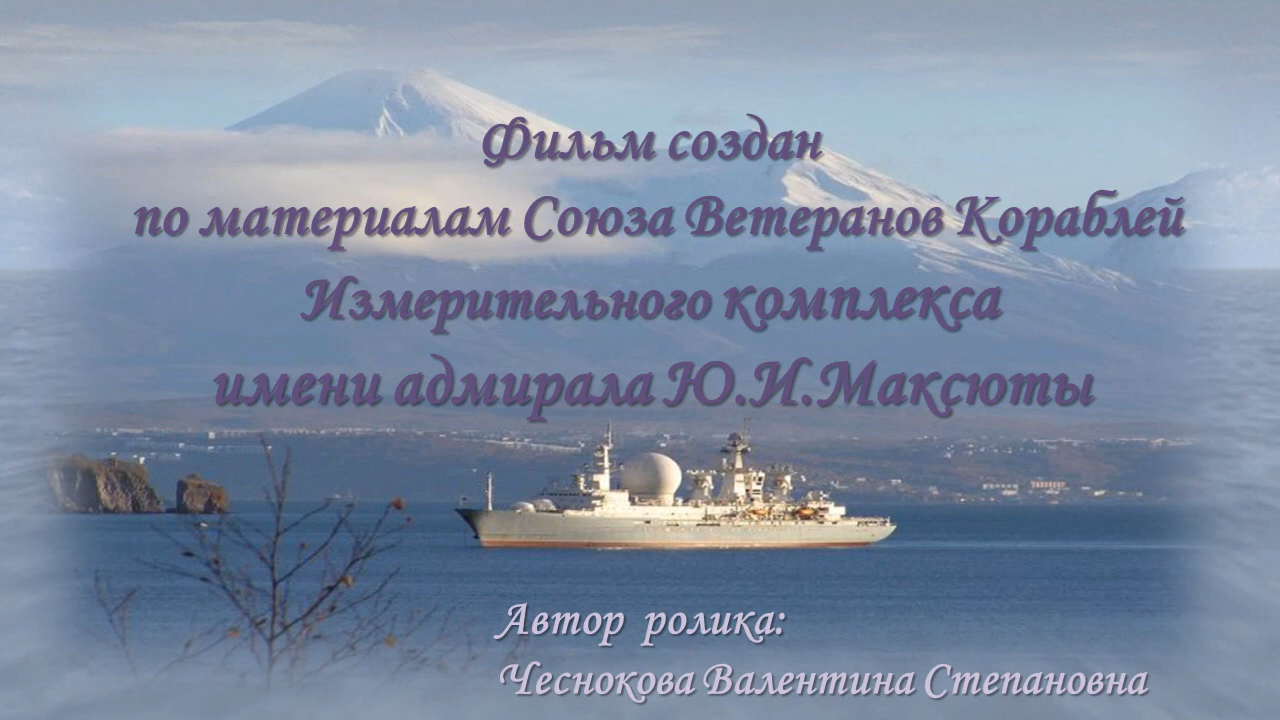 Фильм создан
по материалам Союза Ветеранов Кораблей
Измерительного комплекса
имени адмирала Ю.И.Максюты
Автор ролика:
Чеснокова Валентина Степановна